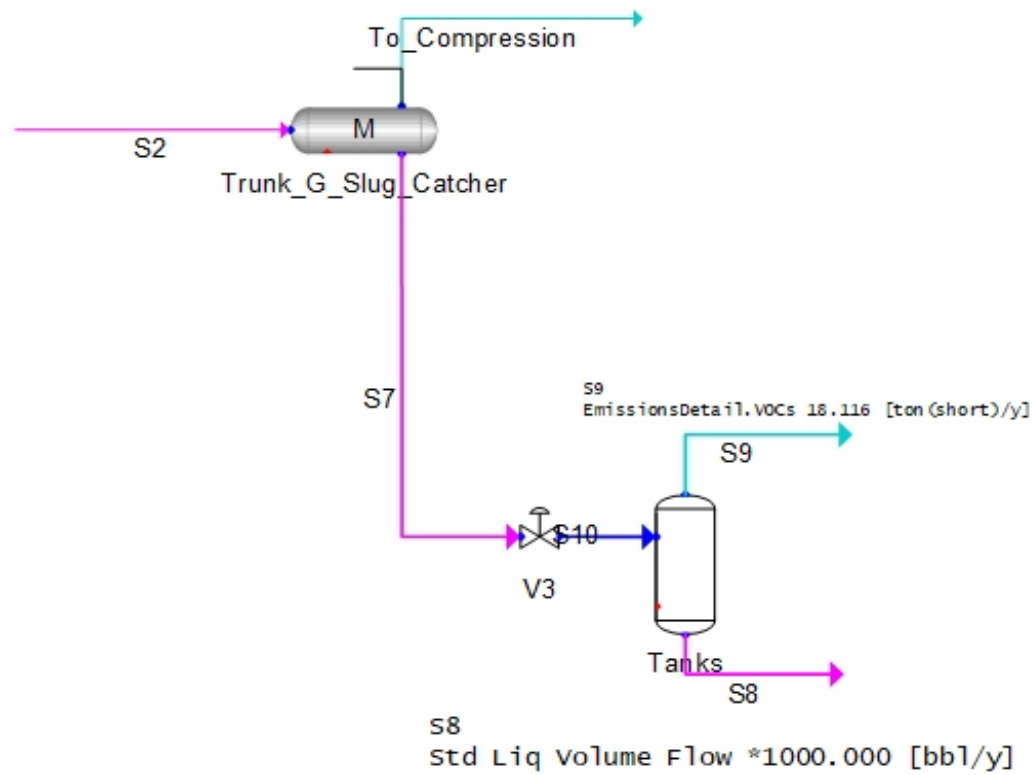 To_Compression
M
S2
Trunk_G_Slug_Catcher
S7
S9
EmissionsDetail.VOCs 18.116 [ton(short)/y]
S9
S10
V3
Tanks
S8
S8
Std Liq Volume Flow *1000.000 [bbl/y]